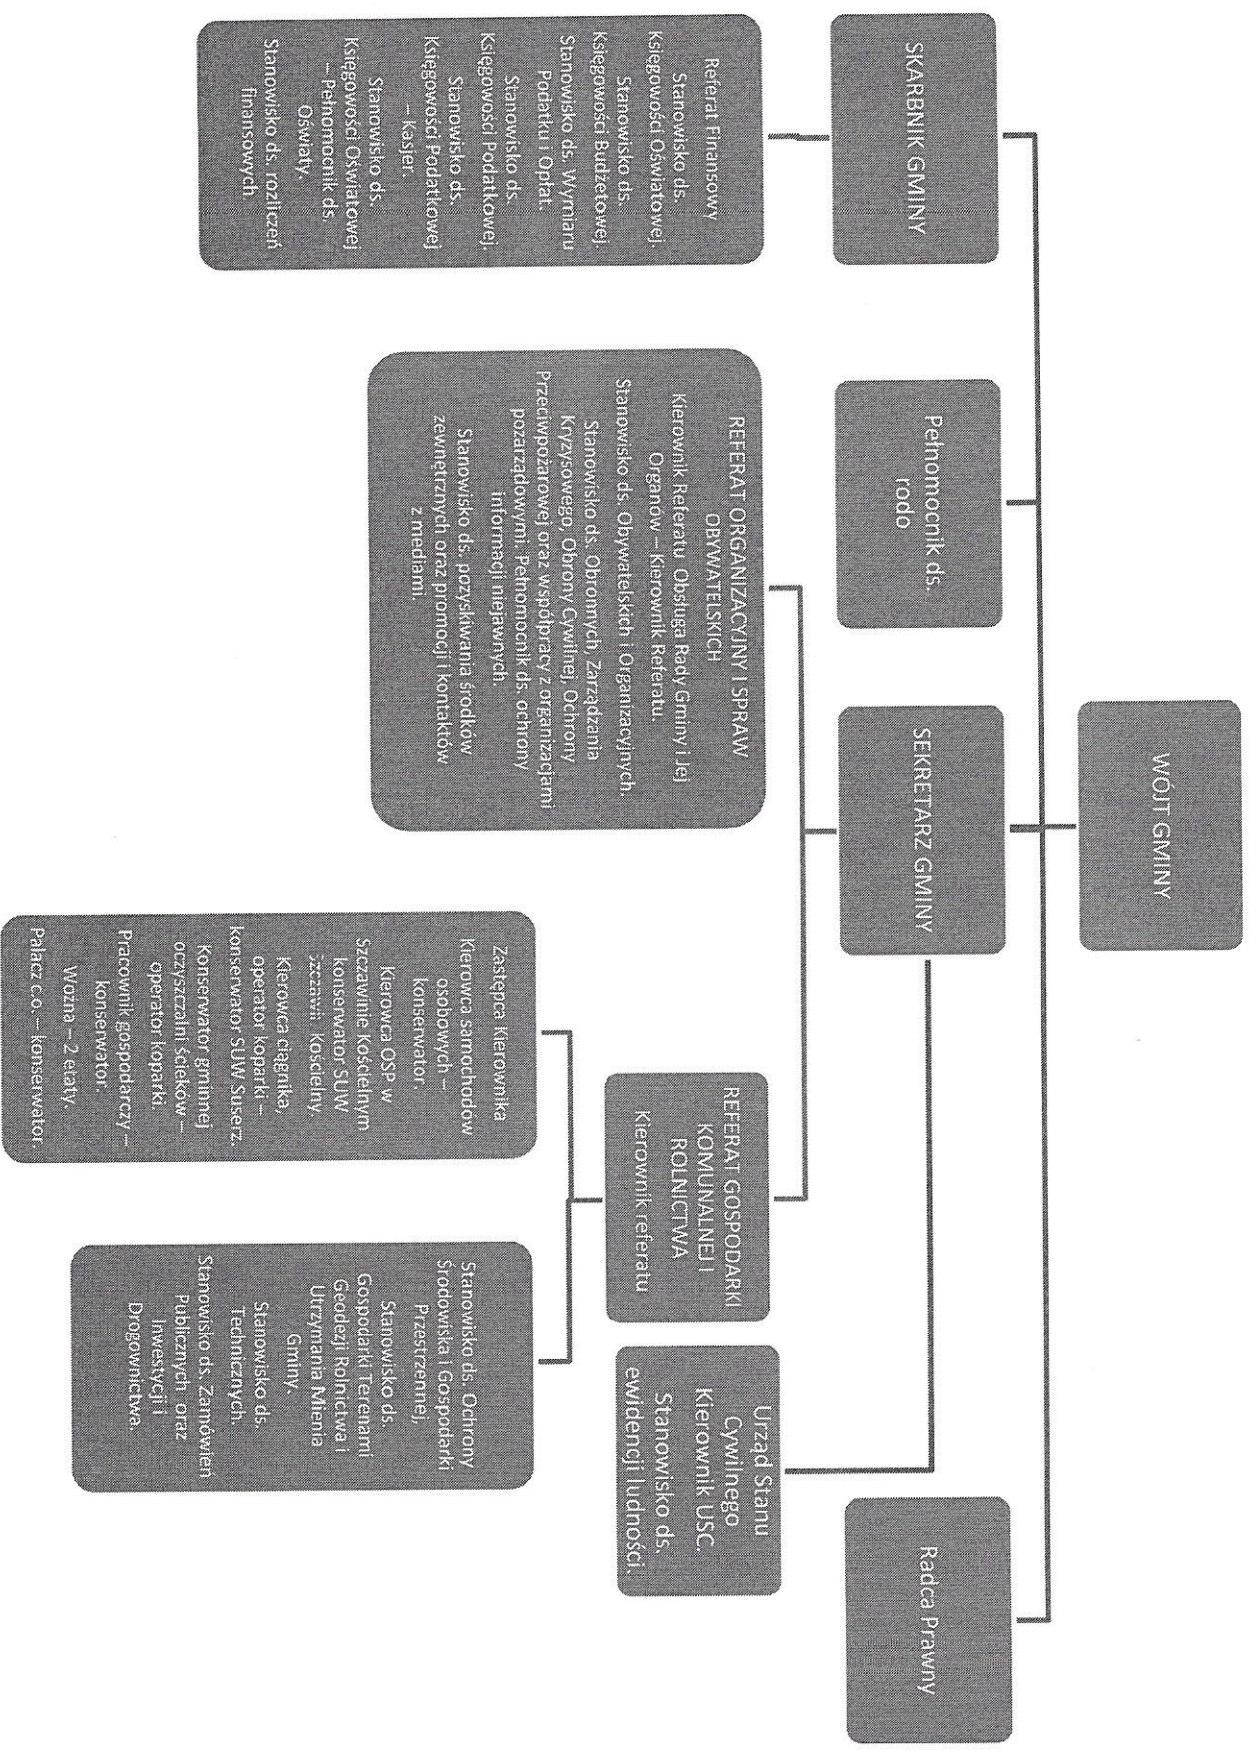 WÓJT GMINY
SKARBNIK GMINY
Pełnomocnik ds.
rodo
SEKRETARZ GMINY
Radca Prawny
Referat Finansowy
Stanowisko ds.
Księgowości Oświatowej.
Stanowisko ds.
Księgowości Budżetowej.
Stanowisko ds. Wymiaru
Podatku i Opłat.
Stanowisko ds.
Księgowości Podatkowej.
Stanowisko ds.
Księgowości Podatkowej
– Kasjer.
Stanowisko ds.
Księgowości Oświatowej
– Pełnomocnik ds.
Oświaty.
Stanowisko ds. rozliczeń
finansowych.
REFERAT ORGANIZACYJNY I SPRAW
OBYWATELSKICH
Kierownik Referatu Obsługa Rady Gminy i Jej
Organów – Kierownik Referatu.
Stanowisko ds. Obywatelskich i Organizacyjnych.
Stanowisko ds. Obronnych, Zarządzania
Kryzysowego, Obrony Cywilnej, Ochrony
Przeciwpożarowej oraz współpracy z organizacjami
pozarządowymi. Pełnomocnik ds. ochrony
informacji niejawnych.
Stanowisko ds. pozyskiwania środków
zewnętrznych oraz promocji i kontaktów
z mediami.
REFERAT GOSPODARKI
KOMUNALNEJ I
ROLNICTWA
Kierownik referatu
Urząd Stanu
Cywilnego
Kierownik USC.
Stanowisko ds.
ewidencji ludności.
Zastępca Kierownika
Kierowca samochodów
osobowych –
konserwator.
Kierowca OSP w
Szczawinie Kościelnym
konserwator SUW
Szczawin Kościelny.
Kierowca ciągnika,
operator koparki –
konserwator SUW Suserz.
Konserwator gminnej
oczyszczalni ścieków –
operator koparki.
Pracownik gospodarczy –
konserwator.
Woźna – 2 etaty.
Palacz c.o. – konserwator.
Stanowisko ds. Ochrony
Środowiska i Gospodarki
Przestrzennej,
Stanowisko ds.
Gospodarki Terenami
Geodezji Rolnictwa i
Utrzymania Mienia
Gminy.
Stanowisko ds.
Technicznych.
Stanowisko ds. Zamówień
Publicznych oraz
Inwestycji i
Drogownictwa.